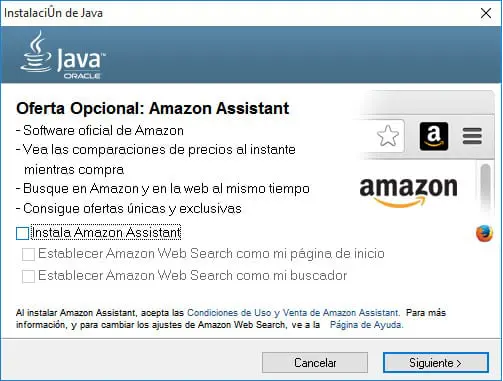 InstalaciÛn de Java
Java™
ORACLE
Oferta Opcional: Amazon Assistant
- Software oficial de Amazon
- Vea las comparaciones de precios al instante
mientras compra
- Busque en Amazon y en la web al mismo tiempo
- Consigue ofertas únicas y exclusivas
a
amazon
Instala Amazon Assistant
Establecer Amazon Web Search como mi página de inicio
Establecer Amazon Web Search como mi buscador
Al instalar Amazon Assistant, acepta las Condiciones de Uso y Venta de Amazon Assistant. Para más
información, y para cambiar los ajustes de Amazon Web Search, ve a la Página de Ayuda.
Cancelar
Siguiente >